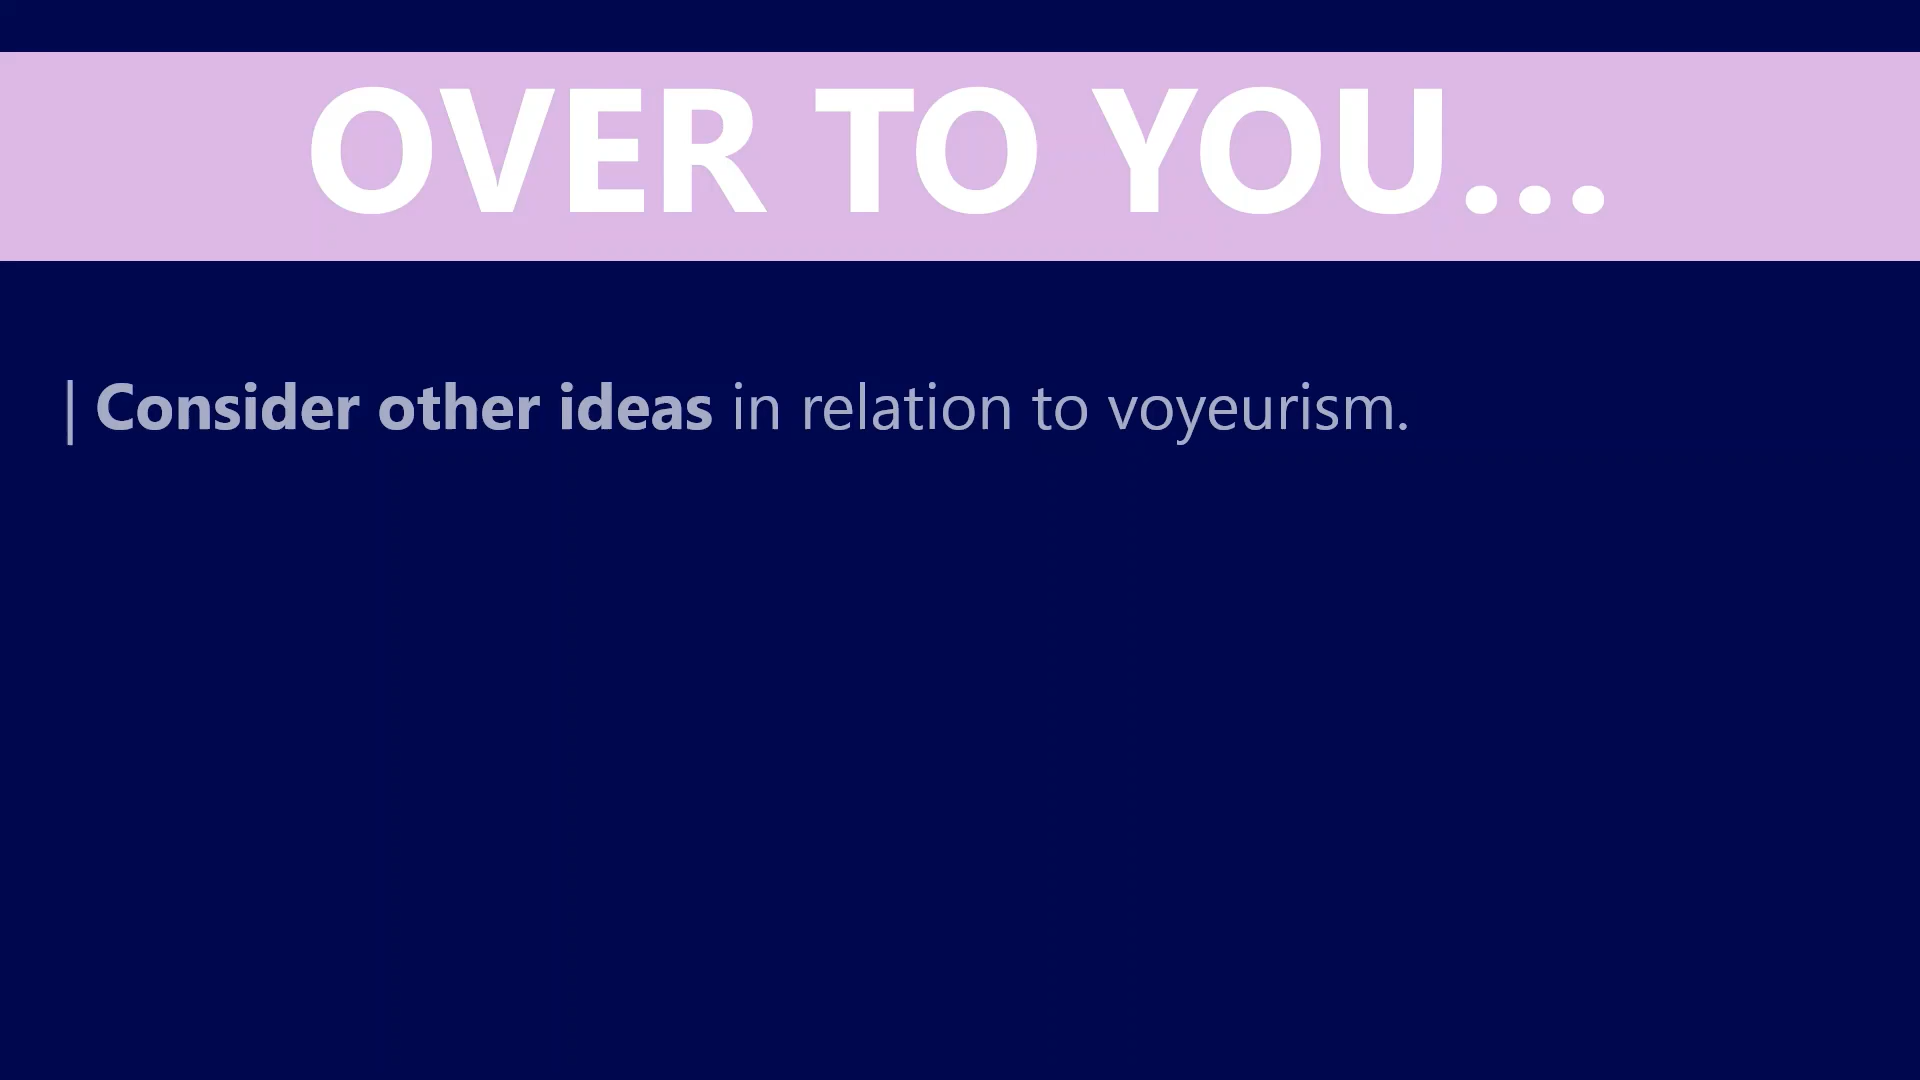 OVER TO YOU...
| Consider other ideas in relation to voyeurism.